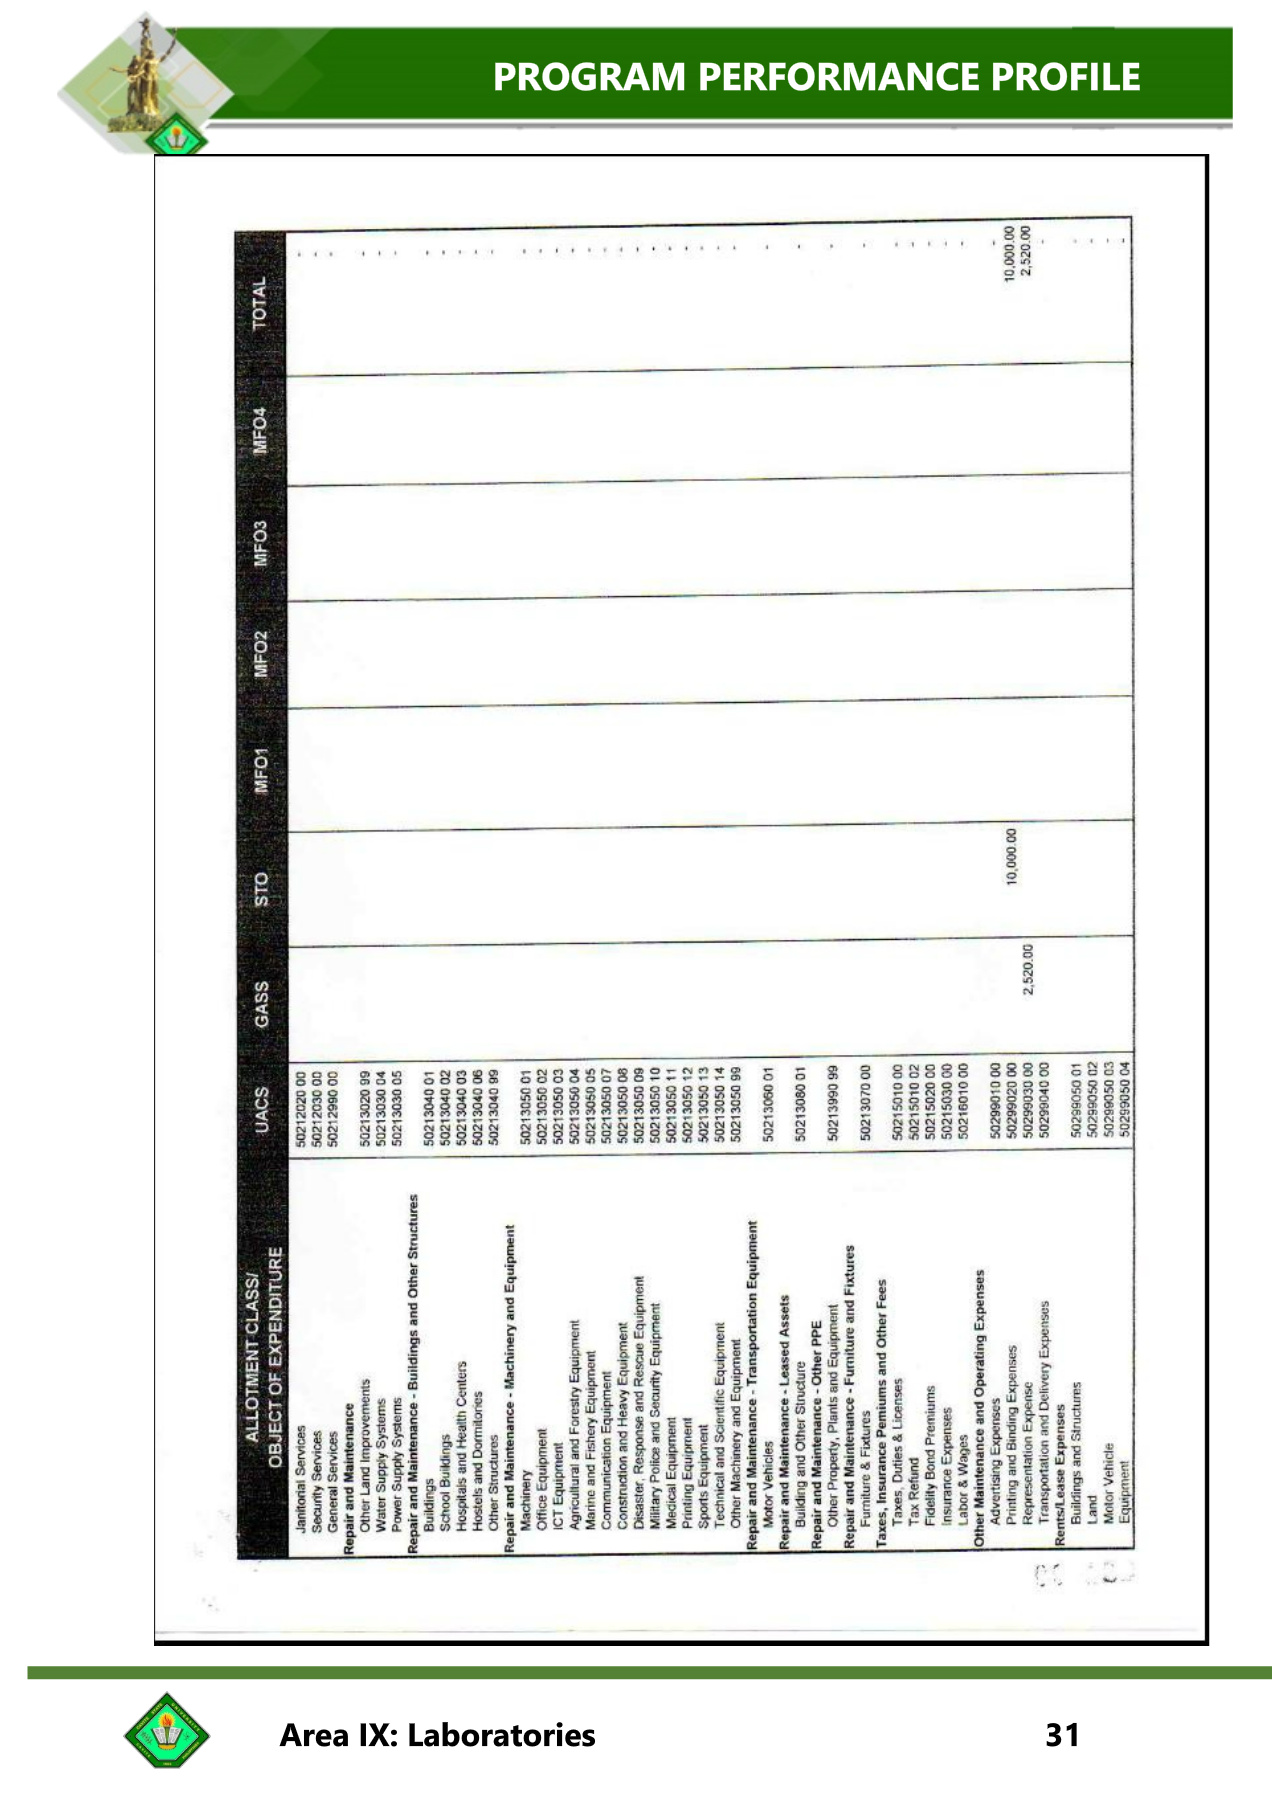 PROGRAM PERFORMANCE PROFILE
ALLOTMENT CLASS/
OBJECT OF EXPENDITURE UACS GASS STO MFO1 MFO2 MFO3 MFO4 TOTAL
Janitorial Services 50212020 00 -
Security Services 50212030 00 -
General Services 50212990 00 -
Repair and Maintenance
Other Land Improvements 50213020 99 -
Water Supply Systems 50213030 04 -
Power Supply Systems 50213030 05 -
Repair and Maintenance - Buildings and Other Structures
Buildings 50213040 01 -
School Buildings 50213040 02 -
Hospitals and Health Centers 50213040 03 -
Hostels and Dormitories 50213040 06 -
Other Structures 50213040 99 -
Repair and Maintenance - Machinery and Equipment
Machinery 50213050 01 -
Office Equipment 50213050 02 -
ICT Equipment 50213050 03 -
Agricultural and Forestry Equipment 50213050 04 -
Marine and Fishery Equipment 50213050 05 -
Communication Equipment 50213050 07 -
Construction and Heavy Equipment 50213050 08 -
Disaster, Response and Rescue Equipment 50213050 09 -
Military Police and Security Equipment 50213050 10 -
Medical Equipment 50213050 11 -
Printing Equipment 50213050 12 -
Sports Equipment 50213050 13 -
Technical and Scientific Equipment 50213050 14 -
Other Machinery and Equipment 50213050 99 -
Repair and Maintenance - Transportation Equipment
Motor Vehicles 50213060 01 -
Repair and Maintenance - Leased Assets
Building and Other Structure 50213080 01 -
Repair and Maintenance - Other PPE
Other Property, Plants and Equipment 50213990 99 -
Repair and Maintenance - Furniture and Fixtures
Furniture & Fixtures 50213070 00 -
Taxes, Insurance Pemiums and Other Fees
Taxes, Duties & Licenses 50215010 00 -
Tax Refund 50215010 02 -
Fidelity Bond Premiums 50215020 00 -
Insurance Expenses 50215030 00 -
Labor & Wages 50216010 00 -
Other Maintenance and Operating Expenses
Advertising Expenses 50299010 00 -
Printing and Binding Expenses 50299020 00 10,000.00 10,000.00
Representation Expense 50299030 00 2,520.00 2,520.00
Transportation and Delivery Expenses 50299040 00 -
Rents/Lease Expenses
Buildings and Structures 50299050 01 -
Land 50299050 02 -
Motor Vehicle 50299050 03 -
Equipment 50299050 04 -
Area IX: Laboratories 31